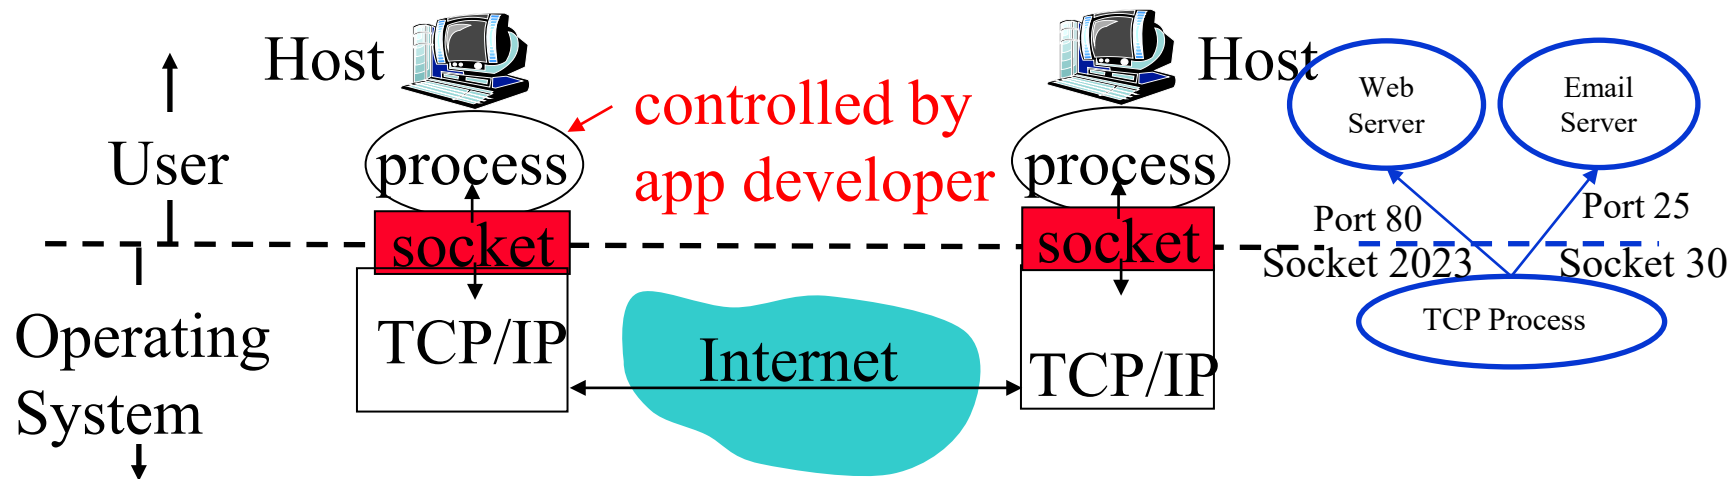 Host
Host
Web
Server
Email
Server
controlled by
app developer
User
process
process
Port 80
Port 25
socket
socket
Socket 2023
Socket 30
Operating
System
TCP/IP
Internet
TCP/IP
TCP Process